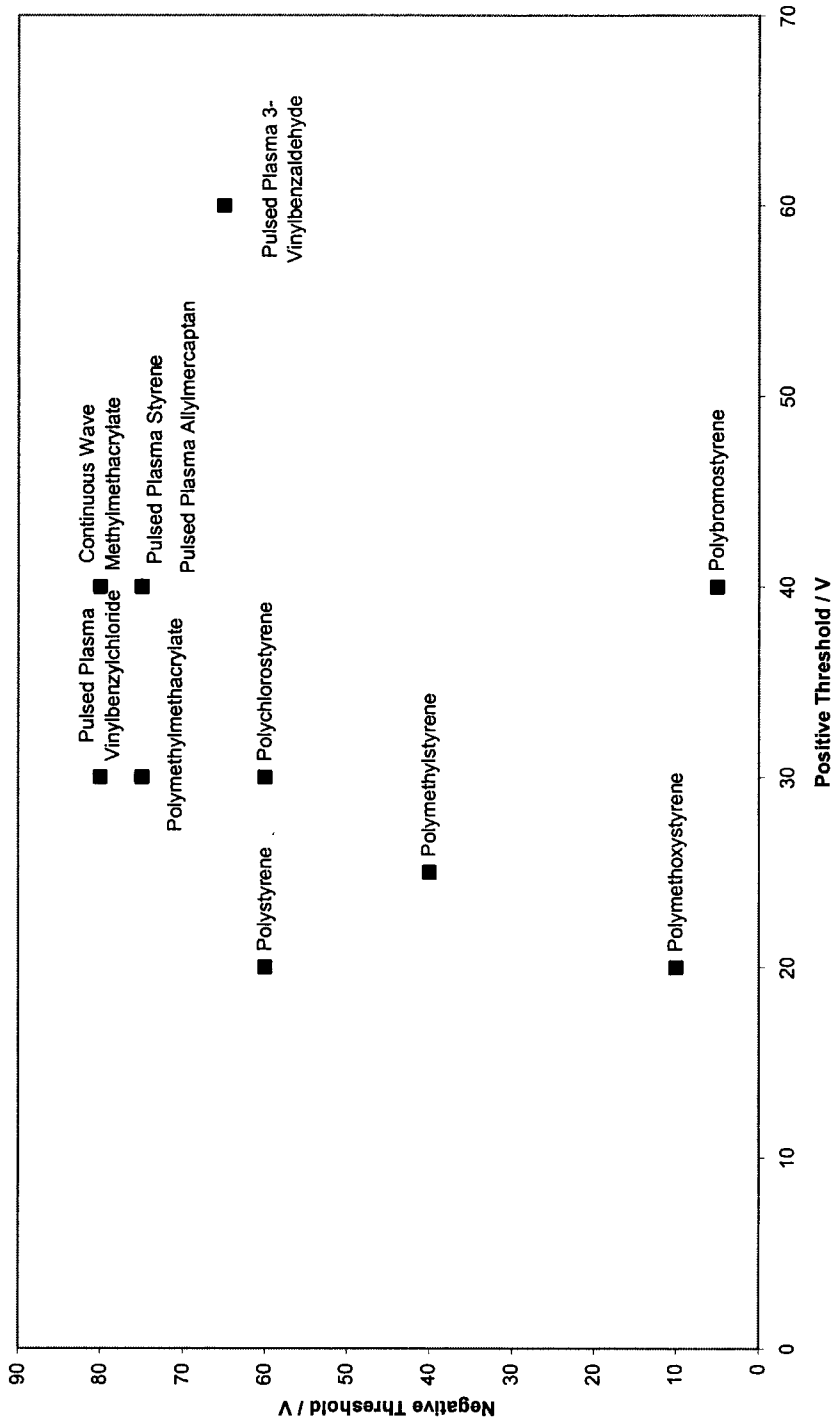 90
80
70
60
50
40
30
20
10
0
Negative Threshold / V
Pulsed Plasma
Vinylbenzylchloride
Continuous Wave
Methylmethacrylate
Pulsed Plasma Styrene
Pulsed Plasma Allylmercaptan
Polymethylmethacrylate
Pulsed Plasma 3-
Vinylbenzaldehyde
Polystyrene
Polychlorostyrene
Polymethylstyrene
Polymethoxystyrene
Polybromostyrene
0
10
20
30
40
50
60
70
Positive Threshold / V